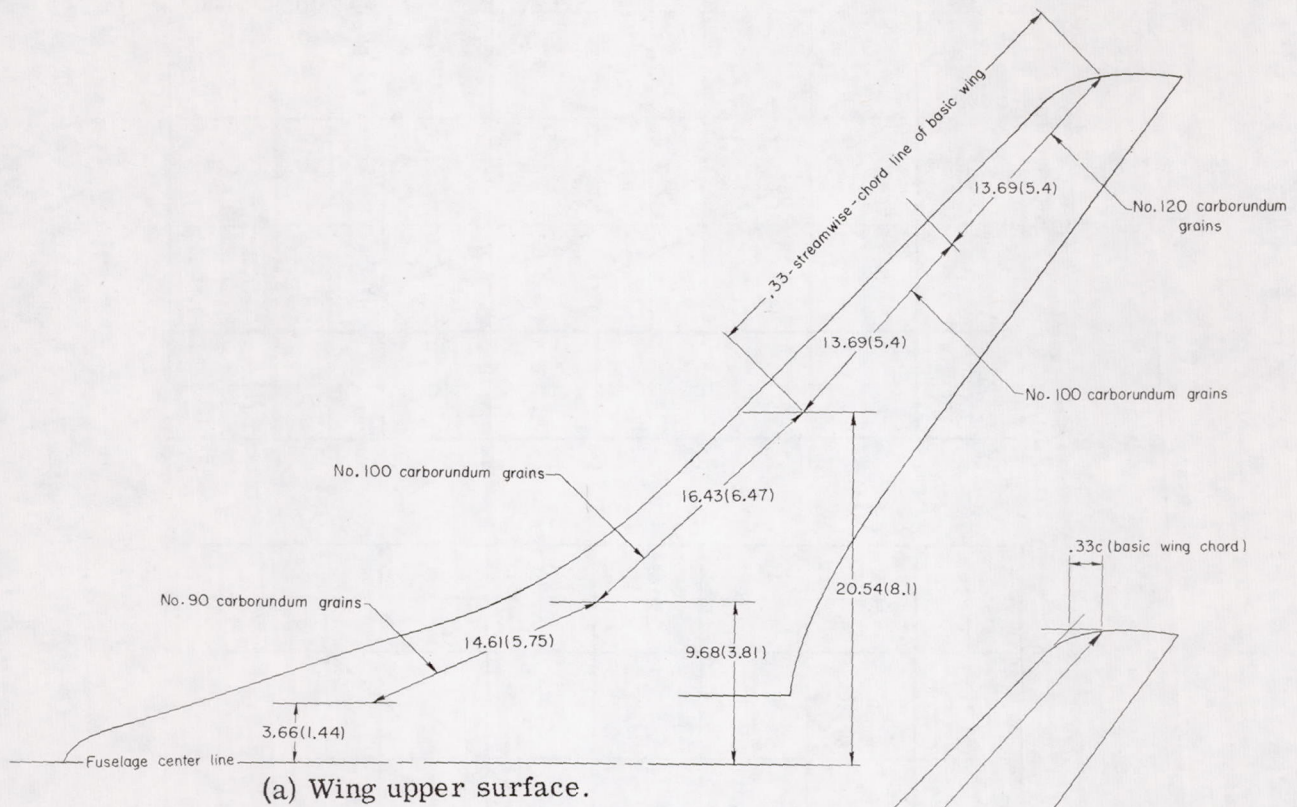 .33-streamwise-chord line of basic wing
13.69(5.4)
No.120 carborundum
grains
13.69(5.4)
No.100 carborundum grains
No.100 carborundum grains
16.43(6.47)
.33c (basic wing chord)
20.54(8.1)
No.90 carborundum grains
14.61(5.75)
9.68(3.81)
3.66(1.44)
Fuselage center line
(a) Wing upper surface.